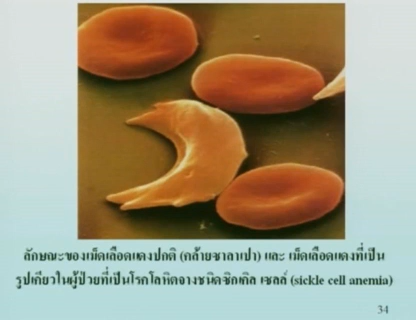 ลักษณะของเม็ดเลือดแดงปกติ (คล้ายซาลาเปา) และ เม็ดเลือดแดงที่เป็น
รูปเคียวในผู้ป่วยที่เป็นโรคโลหิตจางชนิดซิกเกิล เซลล์ (sickle cell anemia)
34